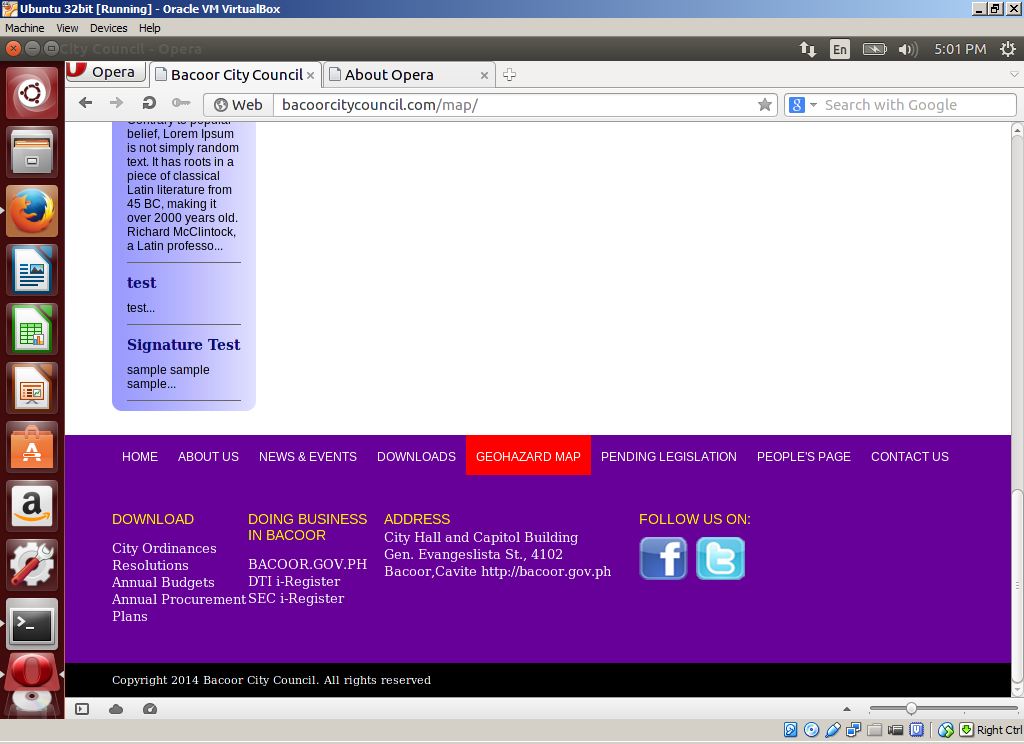 Ubuntu 32bit [Running] - Oracle VM VirtualBox
Machine View Devices Help
City Council - Opera
En
5:01 PM
Opera
Bacoor City Council
About Opera
Web
bacoorcitycouncil.com/map/
8
Search with Google
Contrary to popular
belief, Lorem Ipsum
is not simply random
text. It has roots in a
piece of classical
Latin literature from
45 BC, making it
over 2000 years old.
Richard McClintock,
a Latin professo...
test
test...
Signature Test
sample sample
sample...
HOME ABOUT US NEWS & EVENTS DOWNLOADS GEOHAZARD MAP PENDING LEGISLATION PEOPLE'S PAGE CONTACT US
DOWNLOAD
City Ordinances
Resolutions
Annual Budgets
Annual Procurement
Plans
DOING BUSINESS
IN BACOOR
BACOOR.GOV.PH
DTI i-Register
SEC i-Register
ADDRESS
City Hall and Capitol Building
Gen. Evangeslista St., 4102
Bacoor,Cavite http://bacoor.gov.ph
FOLLOW US ON:
f t
Copyright 2014 Bacoor City Council. All rights reserved
Right Ctrl